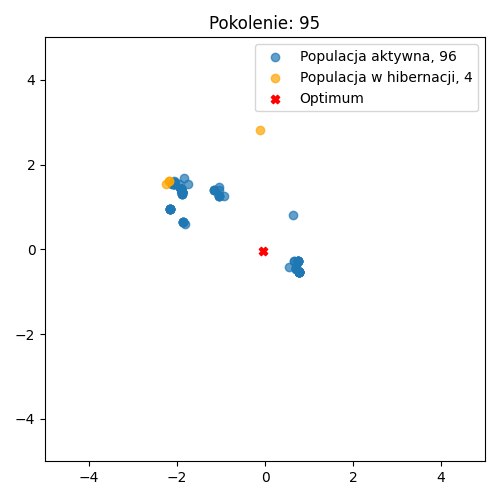 Pokolenie: 95
Populacja aktywna, 96
Populacja w hibernacji, 4
Optimum
4
2
0
−2
−4
−4 −2 0 2 4